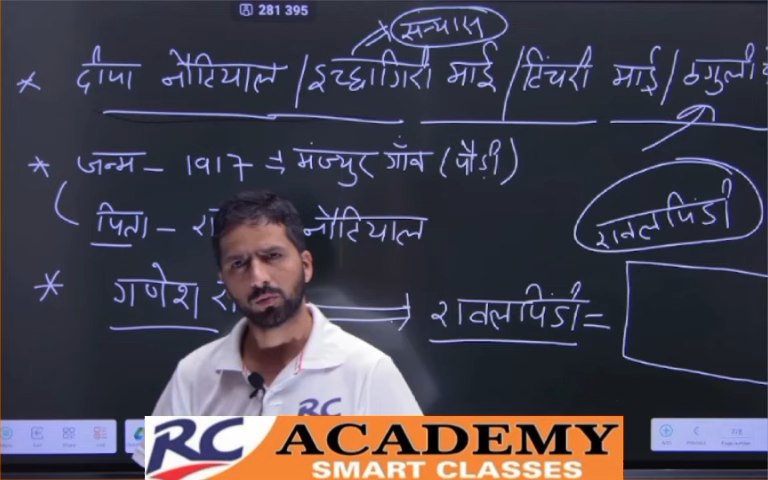 281 395
सन्यास
* दीपा नौटियाल / इच्छागिरी माई / टिंचरी माई / ठगुली
* जन्म – 1917 मंज्युर गाँव (पौड़ी)
पिता – नौटियाल
रावलपिंडी
* गणेश रावलपिंडी =
RC
RC ACADEMY
SMART CLASSES